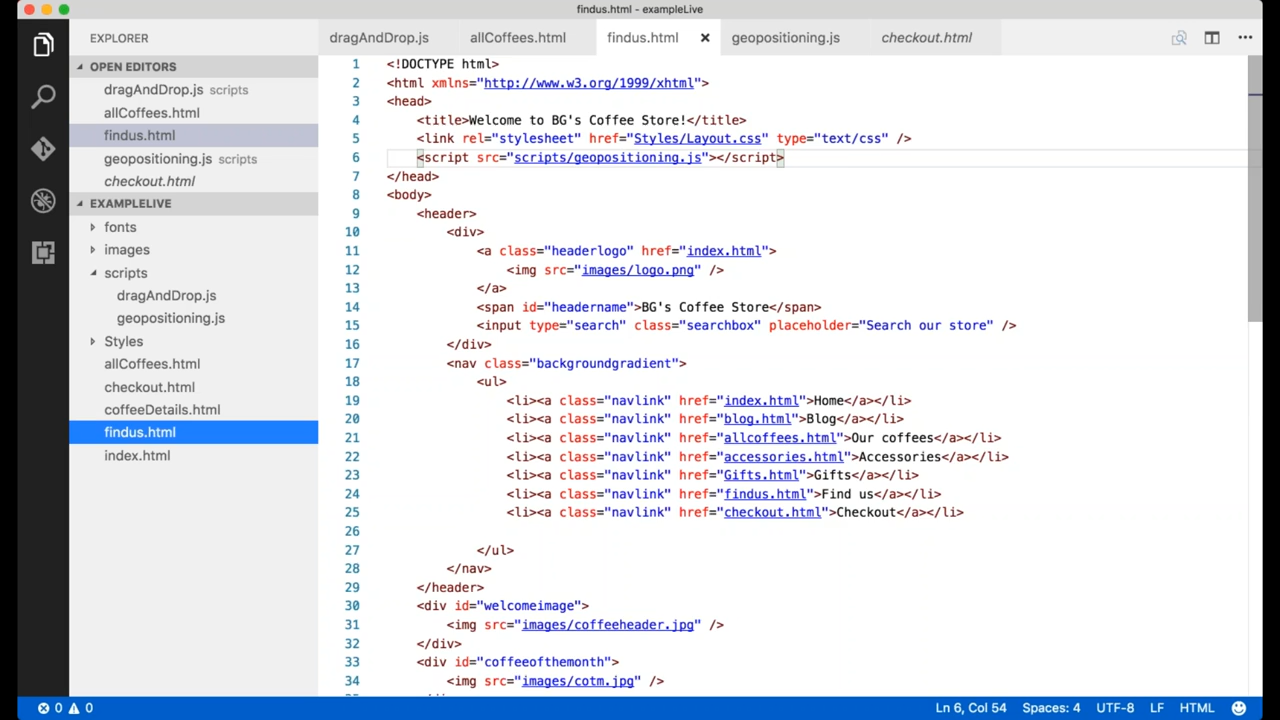 findus.html - exampleLive
EXPLORER
dragAndDrop.js
allCoffees.html
findus.html
geopositioning.js
checkout.html
OPEN EDITORS
dragAndDrop.js scripts
allCoffees.html
findus.html
geopositioning.js scripts
checkout.html
EXAMPLELIVE
fonts
images
scripts
dragAndDrop.js
geopositioning.js
Styles
allCoffees.html
checkout.html
coffeeDetails.html
findus.html
index.html
1 <!DOCTYPE html>
2 <html xmlns="http://www.w3.org/1999/xhtml">
3 <head>
4 <title>Welcome to BG's Coffee Store!</title>
5 <link rel="stylesheet" href="Styles/Layout.css" type="text/css" />
6 <script src="scripts/geopositioning.js"></script>
7 </head>
8 <body>
9 <header>
10 <div>
11 <a class="headerlogo" href="index.html">
12 <img src="images/logo.png" />
13 </a>
14 <span id="headername">BG's Coffee Store</span>
15 <input type="search" class="searchbox" placeholder="Search our store" />
16 </div>
17 <nav class="backgroundgradient">
18 <ul>
19 <li><a class="navlink" href="index.html">Home</a></li>
20 <li><a class="navlink" href="blog.html">Blog</a></li>
21 <li><a class="navlink" href="allcoffees.html">Our coffees</a></li>
22 <li><a class="navlink" href="accessories.html">Accessories</a></li>
23 <li><a class="navlink" href="Gifts.html">Gifts</a></li>
24 <li><a class="navlink" href="findus.html">Find us</a></li>
25 <li><a class="navlink" href="checkout.html">Checkout</a></li>
26
27 </ul>
28 </nav>
29 </header>
30 <div id="welcomeimage">
31 <img src="images/coffeeheader.jpg" />
32 </div>
33 <div id="coffeeofthemonth">
34 <img src="images/cotm.jpg" />
0 0
Ln 6, Col 54
Spaces: 4
UTF-8
LF
HTML